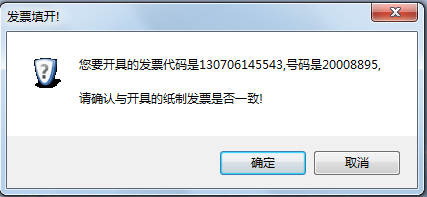 发票填开!
您要开具的发票代码是130706145543,号码是20008895,
请确认与开具的纸制发票是否一致!
确定
取消